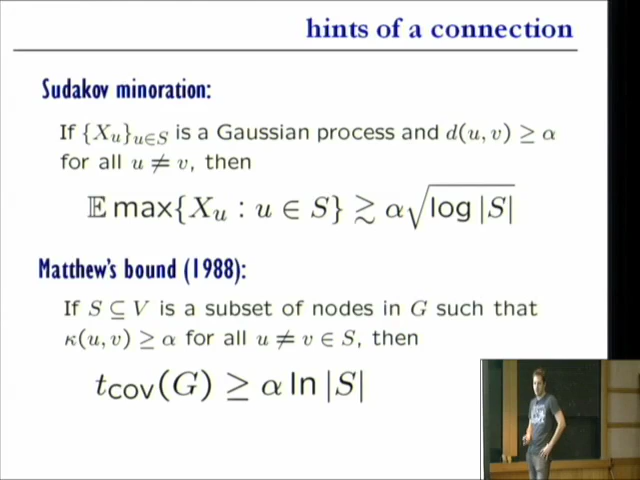 hints of a connection
Sudakov minoration:
If {X_u}_{u∈S} is a Gaussian process and d(u, v) ≥ α
for all u ≠ v, then
𝔼 max{X_u : u ∈ S} ≳ α√log |S|
Matthew's bound (1988):
If S ⊆ V is a subset of nodes in G such that
κ(u, v) ≥ α for all u ≠ v ∈ S, then
t_cov(G) ≥ α ln |S|